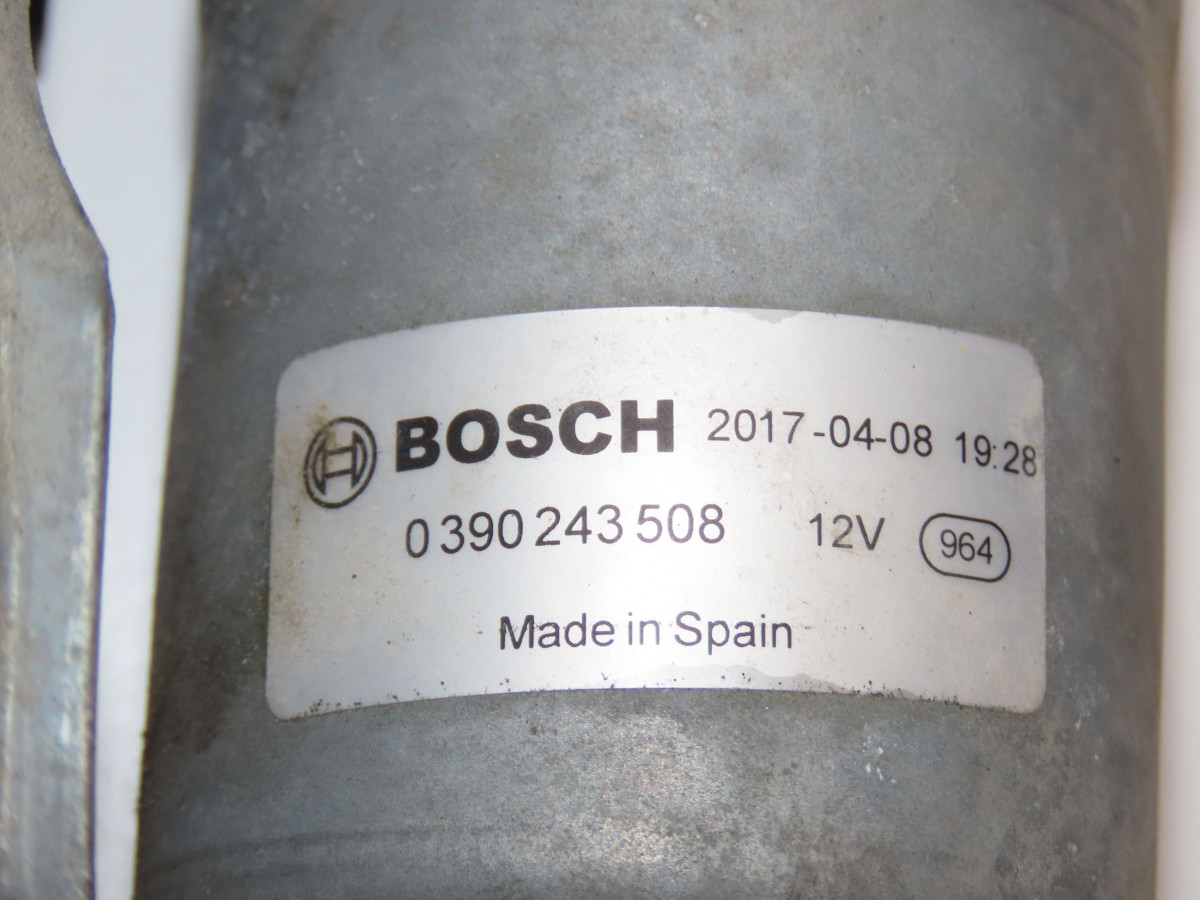 BOSCH 2017-04-08 19:28
0 390 243 508 12V 964
Made in Spain